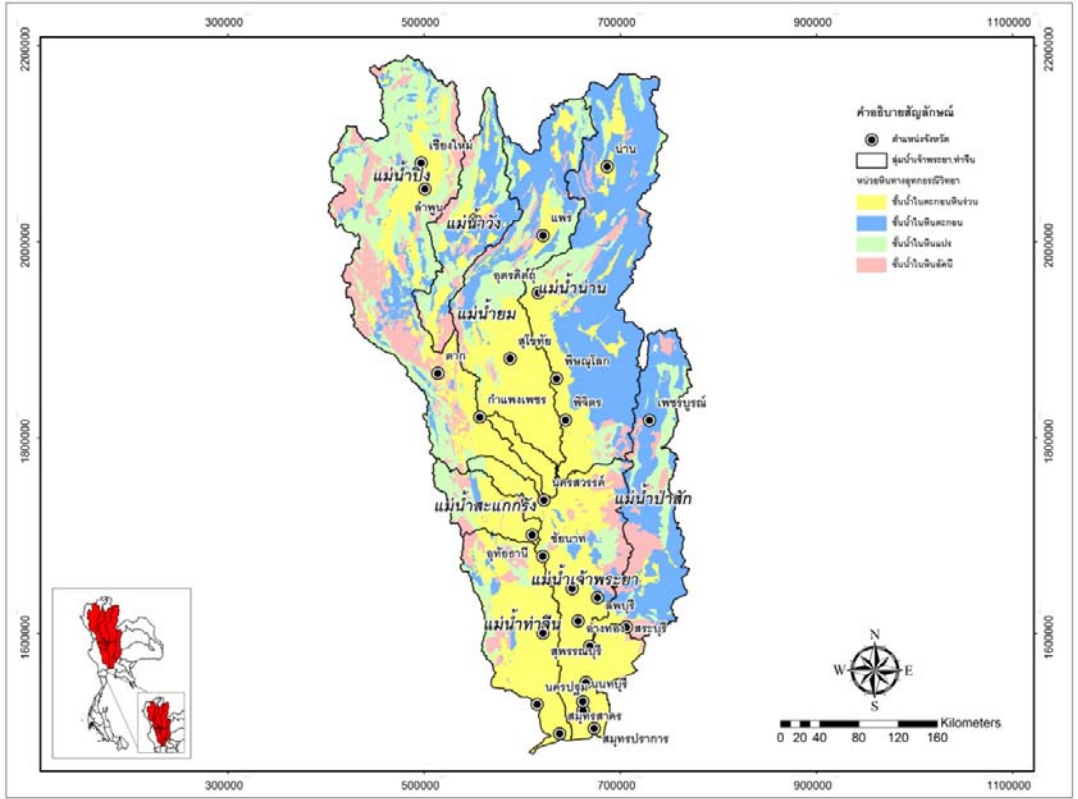 300000 500000 700000 900000 1100000
2200000 2200000
คำอธิบายสัญลักษณ์
ตำแหน่งจังหวัด
ลุ่มน้ำเจ้าพระยา,ท่าจีน
หน่วยหินทางอุทกธรณีวิทยา
ชั้นน้ำในตะกอนหินร่วน
ชั้นน้ำในหินตะกอน
ชั้นน้ำในหินแปร
ชั้นน้ำในหินอัคนี
เชียงใหม่
น่าน
แม่น้ำปิง
ลำพูน
แม่น้ำวัง
แพร่
2000000 2000000
อุตรดิตถ์
แม่น้ำน่าน
แม่น้ำยม
สุโขทัย
ตาก
พิษณุโลก
กำแพงเพชร
พิจิตร
เพชรบูรณ์
1800000 1800000
นครสวรรค์
แม่น้ำป่าสัก
แม่น้ำสะแกกรัง
ชัยนาท
อุทัยธานี
แม่น้ำเจ้าพระยา
ลพบุรี
แม่น้ำท่าจีน
อ่างทอง
สระบุรี
1600000 1600000
สุพรรณบุรี
นครปฐม
นนทบุรี
สมุทรสาคร
สมุทรปราการ
N
W E
S
Kilometers
0 20 40 80 120 160
300000 500000 700000 900000 1100000